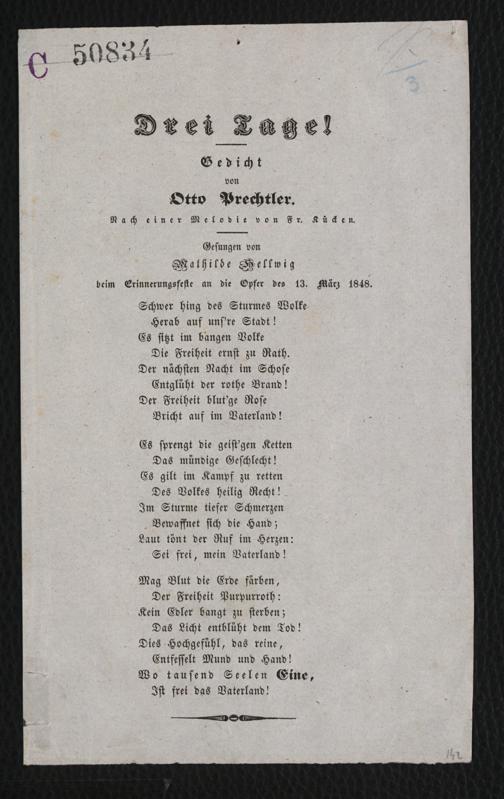 C 50834
3
Drei Tage!
Gedicht
von
Otto Prechtler.
Nach einer Melodie von Fr. Kücken.
Gesungen von
Mathilde Hellwig
beim Erinnerungsfeste an die Opfer des 13. März 1848.
Schwer hing des Sturmes Wolke
Herab auf uns're Stadt!
Es sitzt im bangen Volke
Die Freiheit ernst zu Rath.
Der nächsten Nacht im Schose
Entglüht der rothe Brand!
Der Freiheit blut'ge Rose
Bricht auf im Vaterland!
Es sprengt die geist'gen Ketten
Das mündige Geschlecht!
Es gilt im Kampf zu retten
Des Volkes heilig Recht!
Im Sturme tiefer Schmerzen
Bewaffnet sich die Hand;
Laut tönt der Ruf im Herzen:
Sei frei, mein Vaterland!
Mag Blut die Erde färben,
Der Freiheit Purpurroth:
Kein Edler bangt zu sterben;
Das Licht entblüht dem Tod!
Dies Hochgefühl, das reine,
Entfesselt Mund und Hand!
Wo tausend Seelen Eine,
Ist frei das Vaterland!